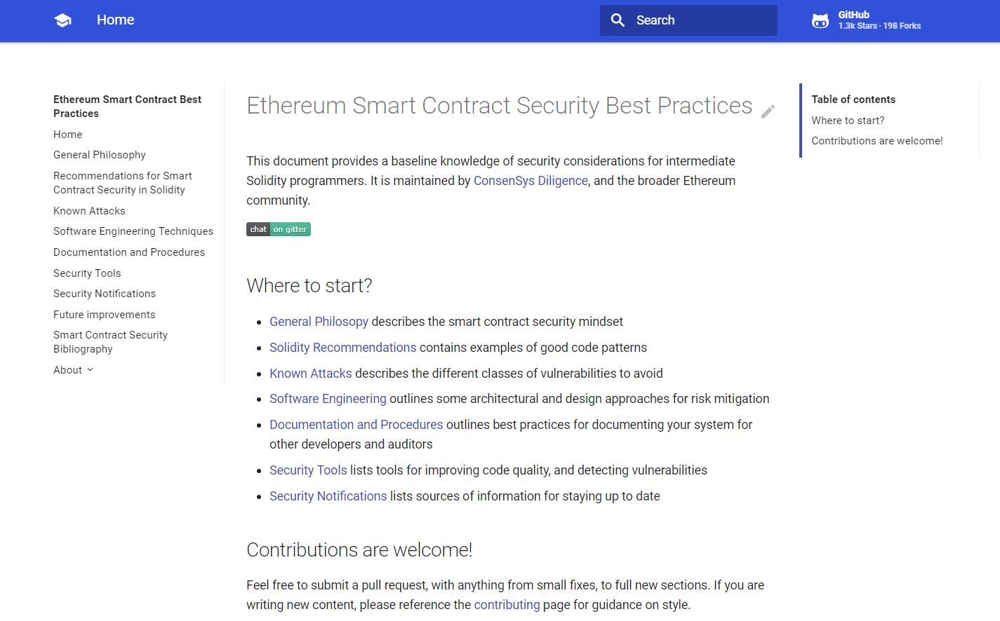 Home
Search
GitHub
1.3k Stars · 198 Forks
Ethereum Smart Contract Best
Practices
Home
General Philosophy
Recommendations for Smart
Contract Security in Solidity
Known Attacks
Software Engineering Techniques
Documentation and Procedures
Security Tools
Security Notifications
Future improvements
Smart Contract Security
Bibliography
About
Ethereum Smart Contract Security Best Practices
This document provides a baseline knowledge of security considerations for intermediate
Solidity programmers. It is maintained by ConsenSys Diligence, and the broader Ethereum
community.
chat on gitter
Where to start?
General Philosopy describes the smart contract security mindset
Solidity Recommendations contains examples of good code patterns
Known Attacks describes the different classes of vulnerabilities to avoid
Software Engineering outlines some architectural and design approaches for risk mitigation
Documentation and Procedures outlines best practices for documenting your system for
other developers and auditors
Security Tools lists tools for improving code quality, and detecting vulnerabilities
Security Notifications lists sources of information for staying up to date
Contributions are welcome!
Feel free to submit a pull request, with anything from small fixes, to full new sections. If you are
writing new content, please reference the contributing page for guidance on style.
Table of contents
Where to start?
Contributions are welcome!